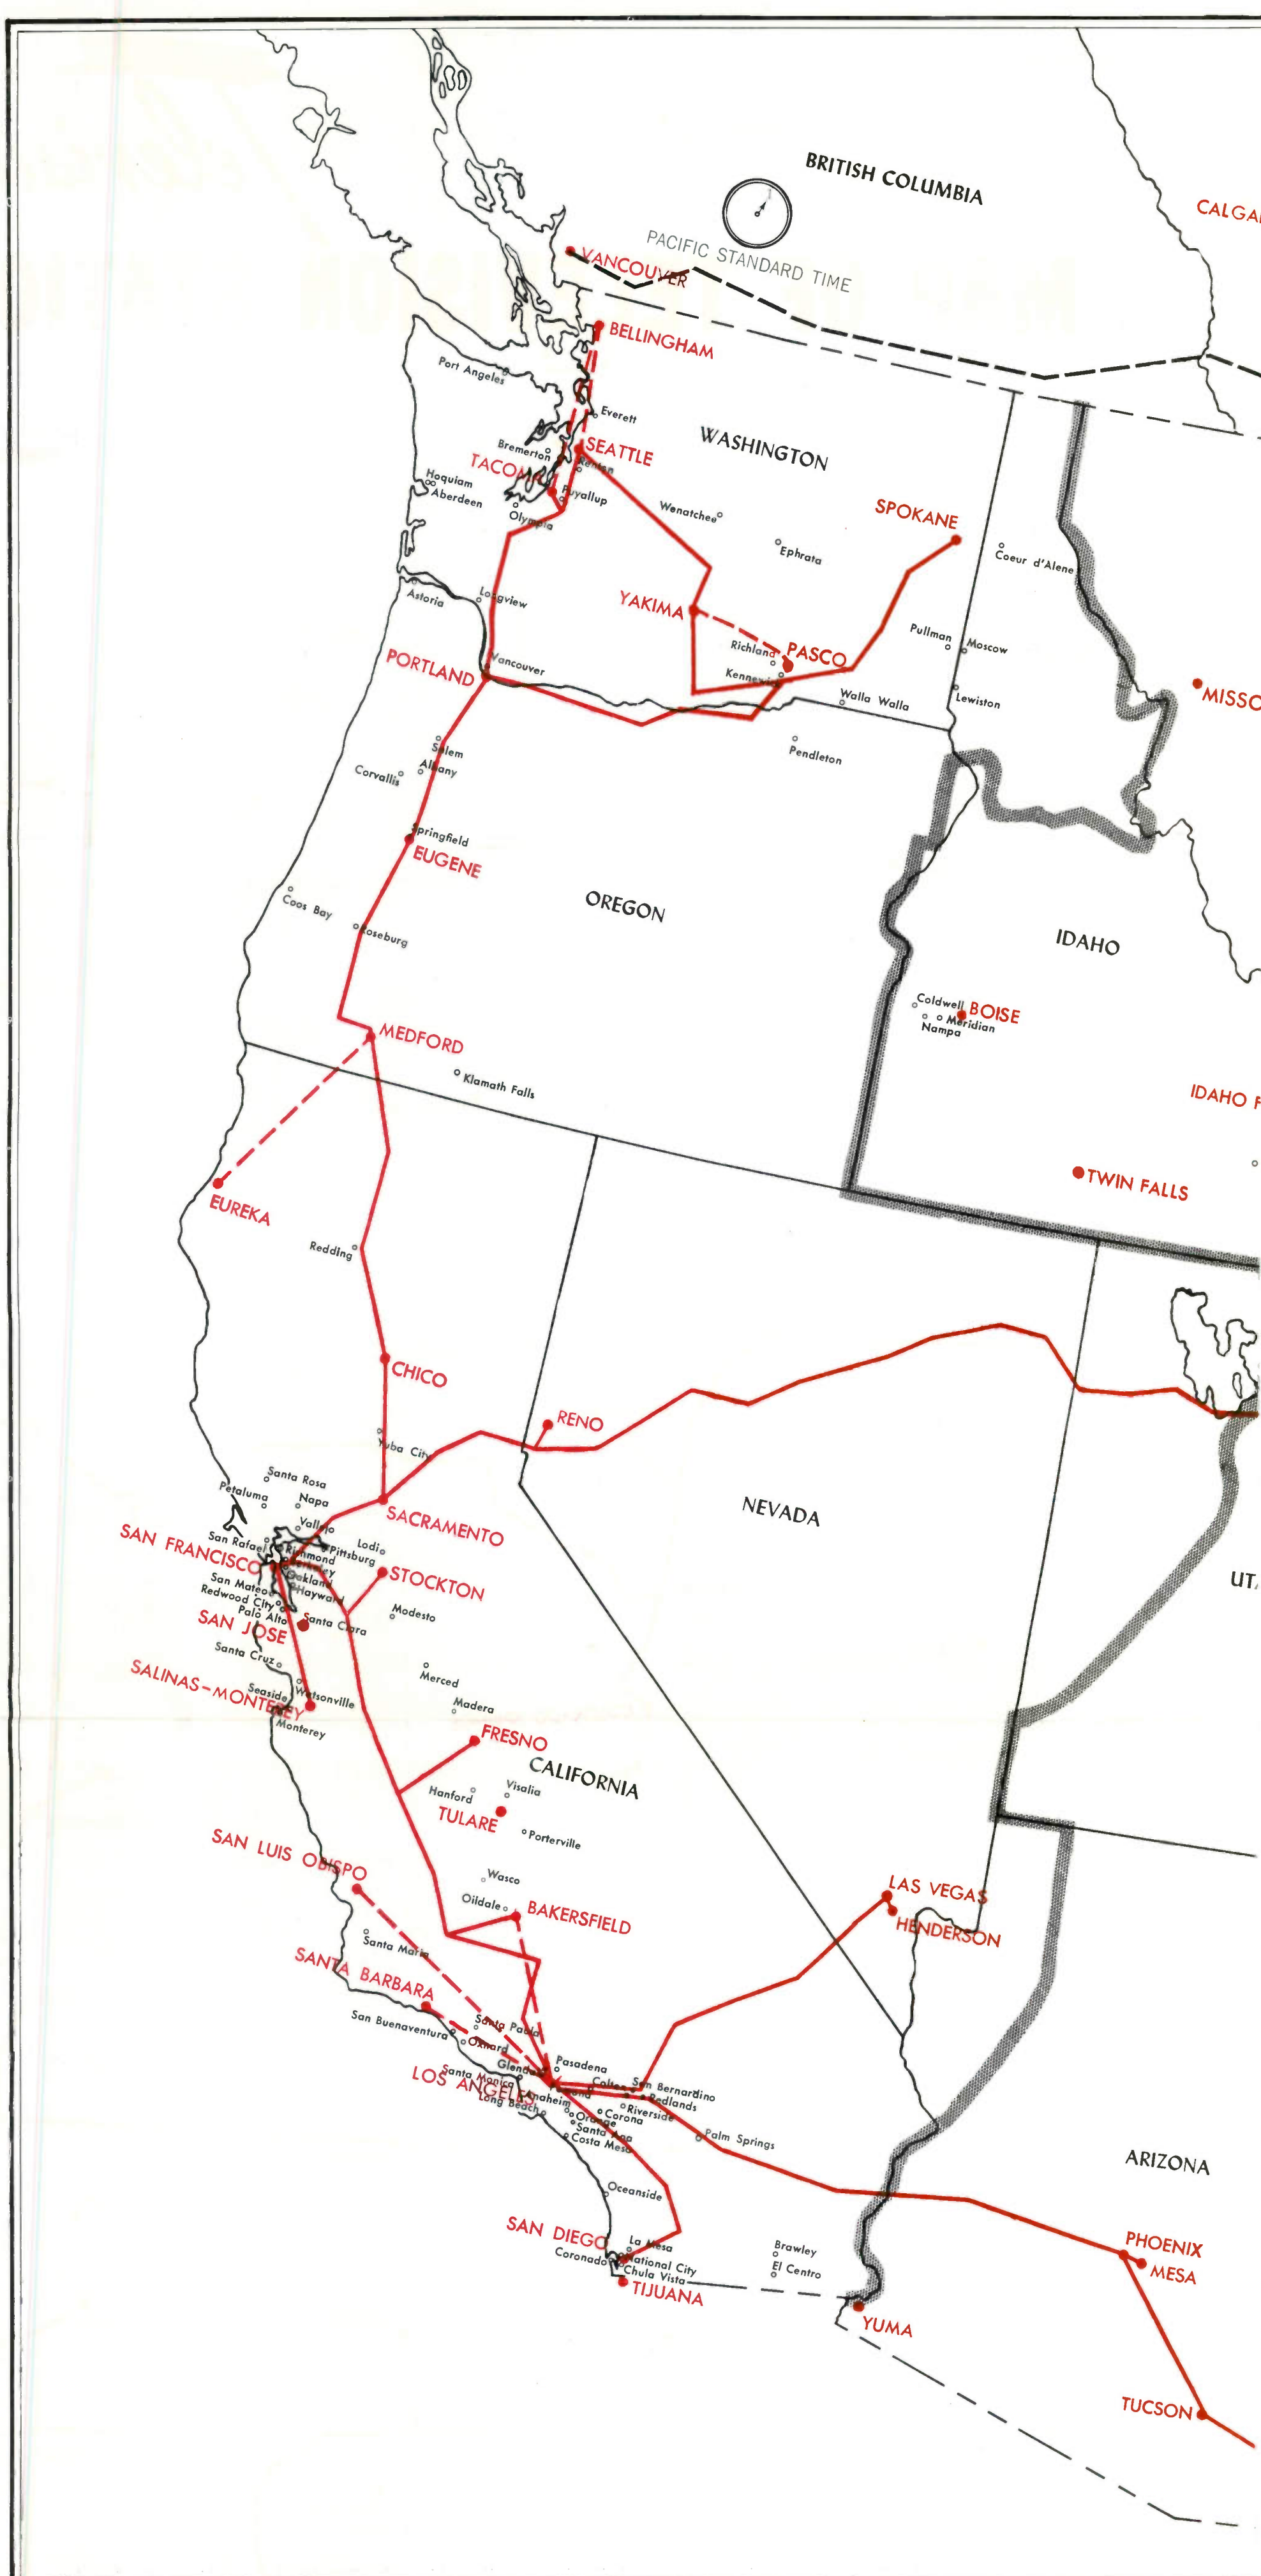 BRITISH COLUMBIA
PACIFIC STANDARD TIME
VANCOUVER
BELLINGHAM
Port Angeles
Everett
WASHINGTON
Bremerton
SEATTLE
Renton
Hoquiam
Aberdeen
Puyallup
Olympia
Wenatchee
SPOKANE
Ephrata
Coeur d'Alene
Astoria
Longview
YAKIMA
Pullman
Moscow
Richland
PASCO
Kennewick
PORTLAND
Vancouver
Walla Walla
Lewiston
Salem
Albany
Corvallis
Pendleton
Springfield
EUGENE
OREGON
Coos Bay
Roseburg
IDAHO
Coldwell
BOISE
Meridian
Nampa
MEDFORD
Klamath Falls
TWIN FALLS
EUREKA
Redding
CHICO
RENO
Yuba City
Santa Rosa
Petaluma
Napa
NEVADA
SACRAMENTO
Vallejo
SAN FRANCISCO
San Rafael
Richmond
Pittsburg
Lodi
Berkeley
Oakland
Hayward
STOCKTON
San Mateo
Redwood City
Palo Alto
Santa Clara
Modesto
SAN JOSE
Santa Cruz
Merced
SALINAS-MONTEREY
Seaside
Watsonville
Monterey
Madera
FRESNO
CALIFORNIA
Hanford
Visalia
TULARE
Porterville
SAN LUIS OBISPO
Wasco
Oildale
BAKERSFIELD
LAS VEGAS
HENDERSON
Santa Maria
SANTA BARBARA
San Buenaventura
Santa Pabla
Oxnard
Pasadena
Santa Monica
LOS ANGELES
Long Beach
Anaheim
Colton
San Bernardino
Redlands
Riverside
Corona
Orange
Santa Ana
Costa Mesa
Palm Springs
ARIZONA
Oceanside
SAN DIEGO
La Mesa
Coronado
National City
Chula Vista
TIJUANA
Brawley
El Centro
YUMA
PHOENIX
MESA
TUCSON